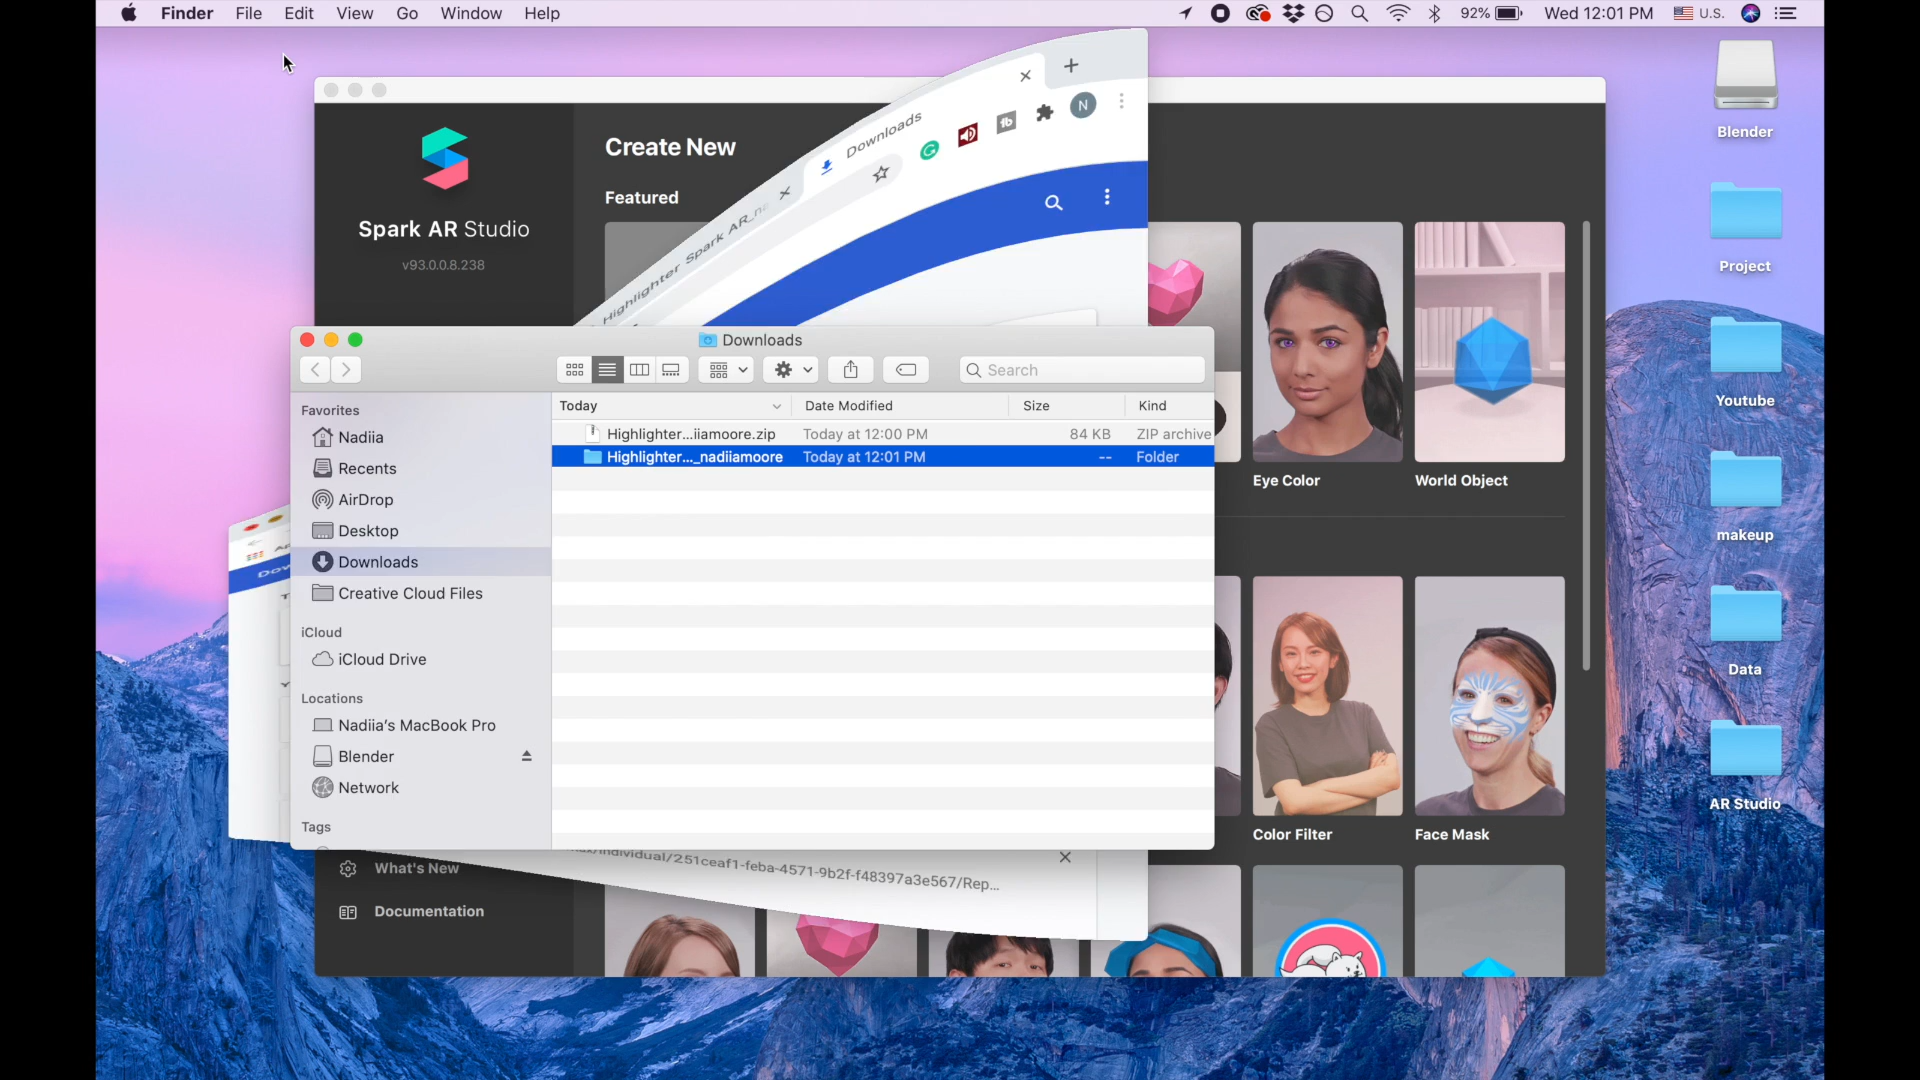 Finder File Edit View Go Window Help
92% Wed 12:01 PM U.S.
Downloads
N
Highlighter Spark AR_na
Create New
Featured
Spark AR Studio
v93.0.0.8.238
Downloads
Search
Favorites
Nadiia
Recents
AirDrop
Desktop
Downloads
Creative Cloud Files
iCloud
iCloud Drive
Locations
Nadiia's MacBook Pro
Blender
Network
Tags
Today Date Modified Size Kind
Highlighter...iiamoore.zip Today at 12:00 PM 84 KB ZIP archive
Highlighter..._nadiiamoore Today at 12:01 PM -- Folder
Eye Color
World Object
Color Filter
Face Mask
What's New
Documentation
/individual/251ceaf1-feba-4571-9b2f-f48397a3e567/Rep...
Blender
Project
Youtube
makeup
Data
AR Studio